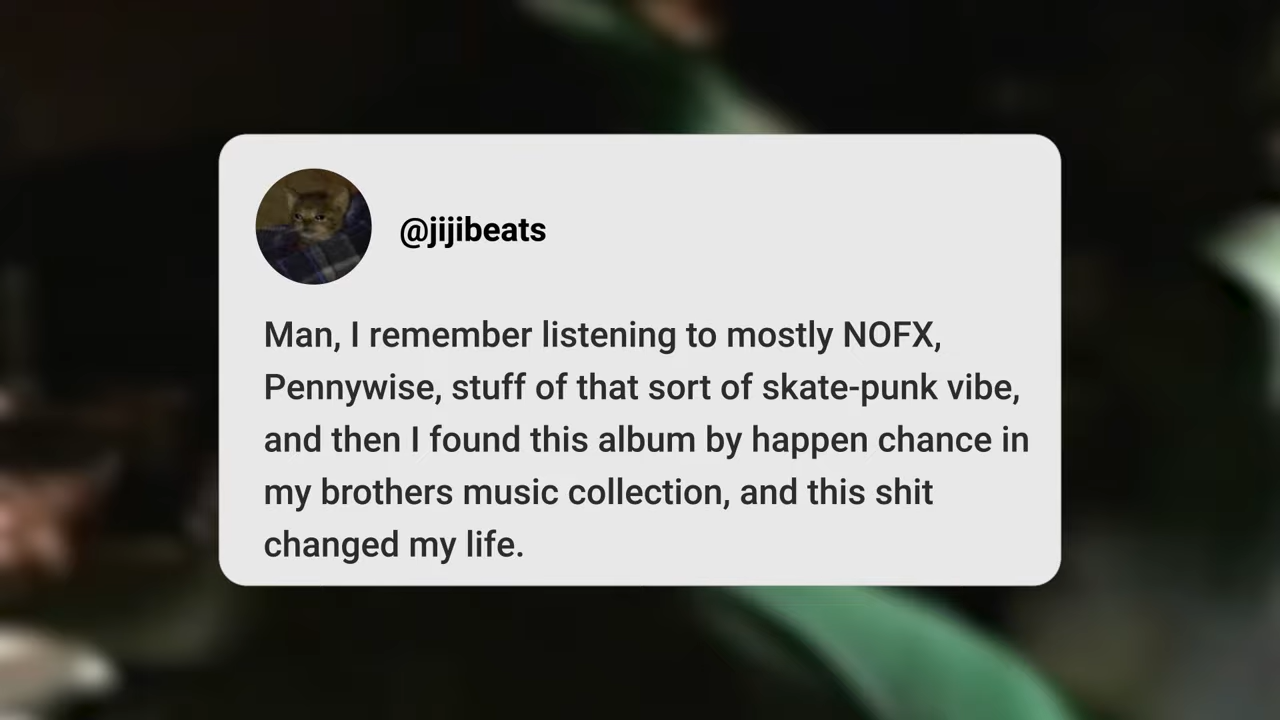 @jijibeats
Man, I remember listening to mostly NOFX,
Pennywise, stuff of that sort of skate-punk vibe,
and then I found this album by happen chance in
my brothers music collection, and this shit
changed my life.